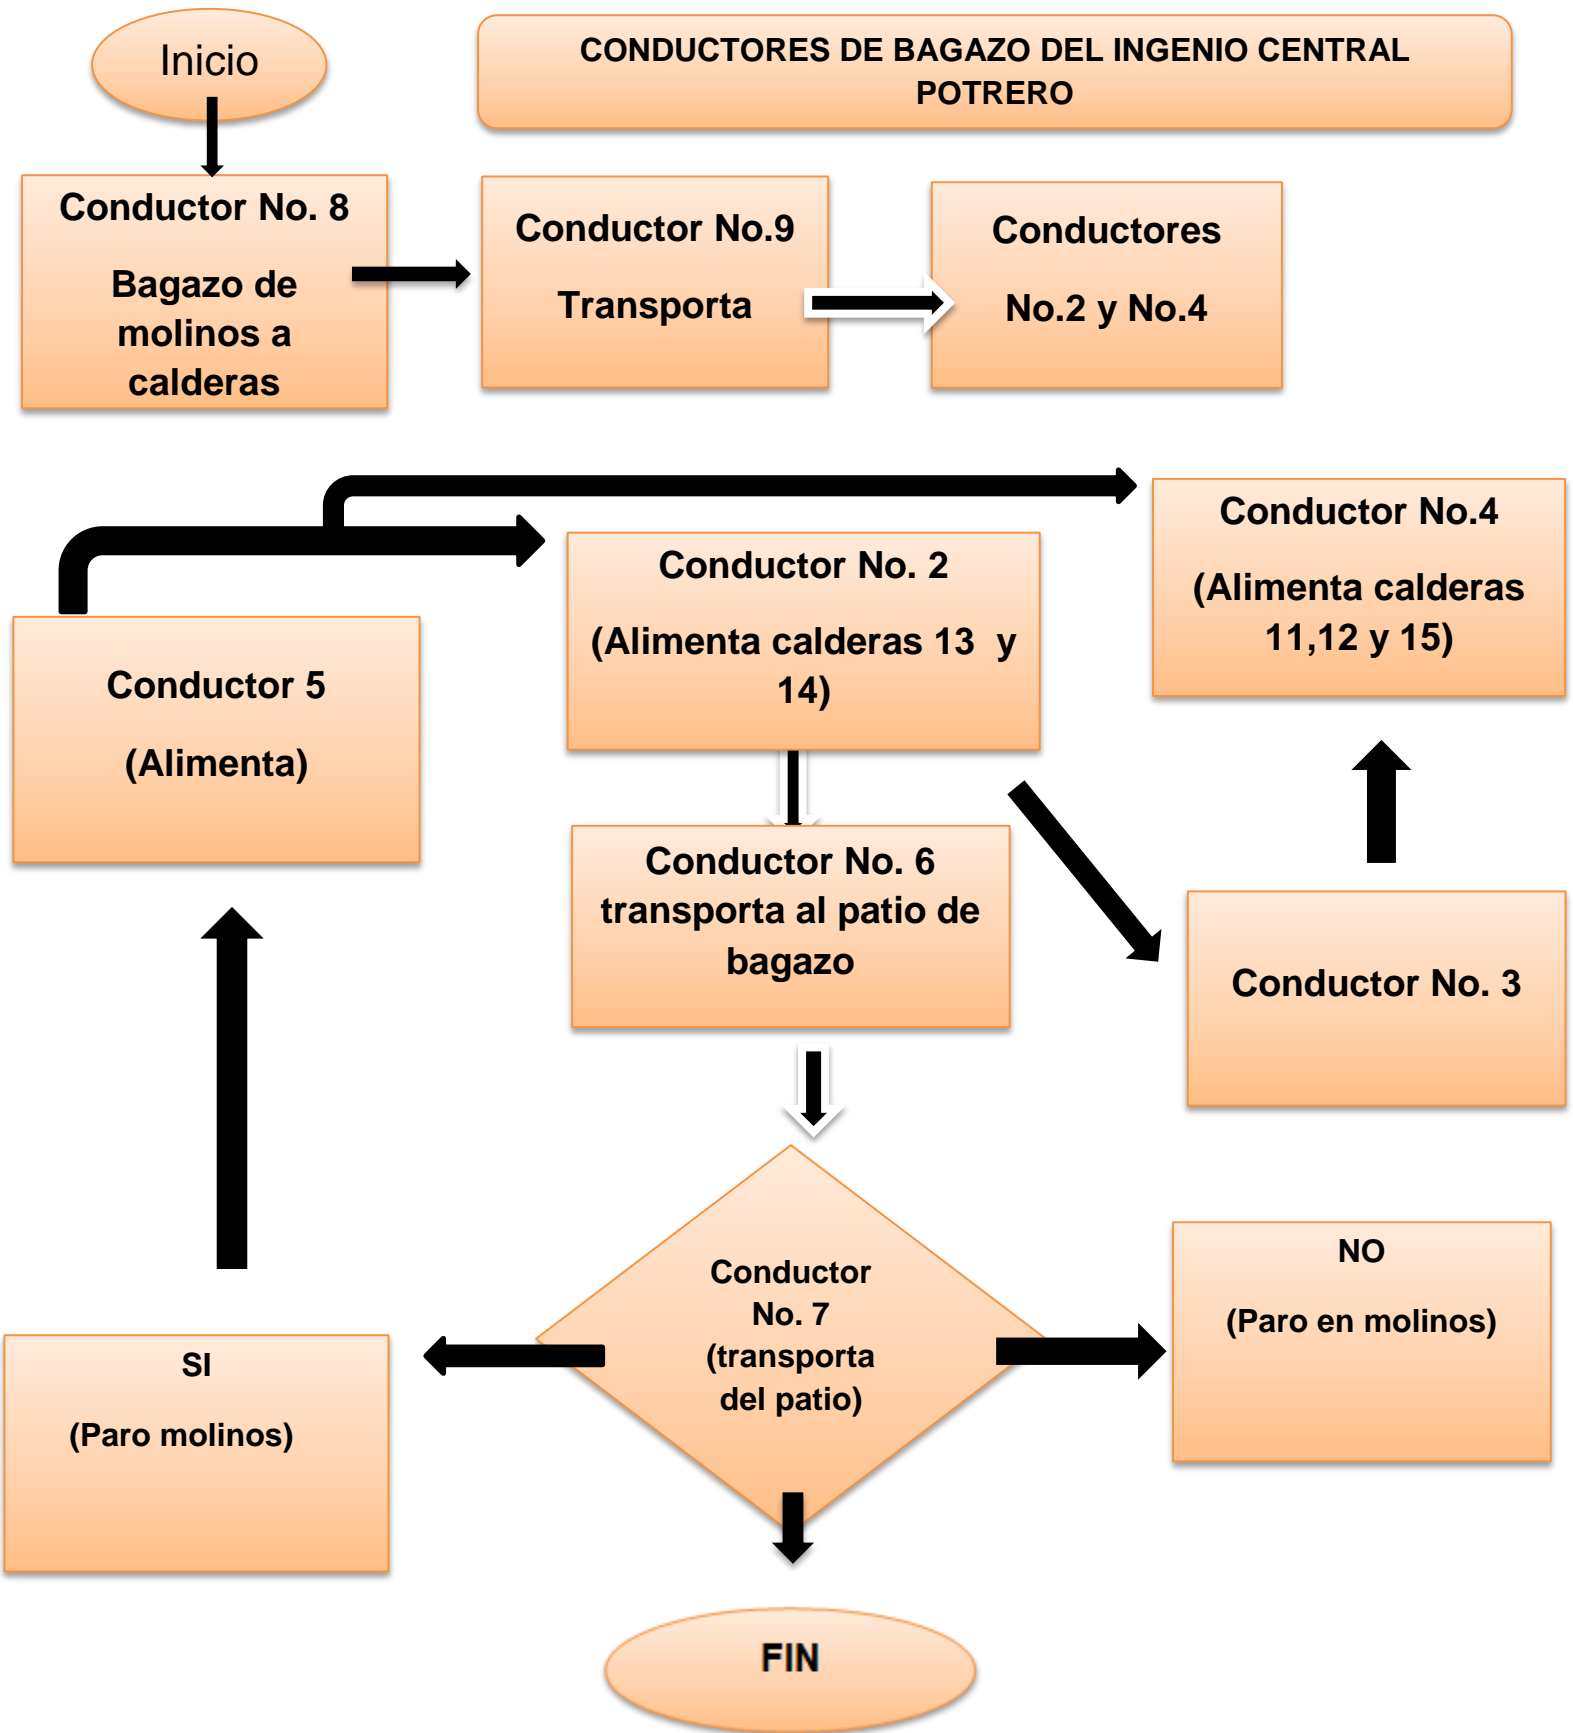 Inicio
CONDUCTORES DE BAGAZO DEL INGENIO CENTRAL
POTRERO
Conductor No. 8
Bagazo de
molinos a
calderas
Conductor No.9
Transporta
Conductores
No.2 y No.4
Conductor No.4
(Alimenta calderas
11,12 y 15)
Conductor No. 2
(Alimenta calderas 13 y
14)
Conductor 5
(Alimenta)
Conductor No. 6
transporta al patio de
bagazo
Conductor No. 3
Conductor
No. 7
(transporta
del patio)
NO
(Paro en molinos)
SI
(Paro molinos)
FIN